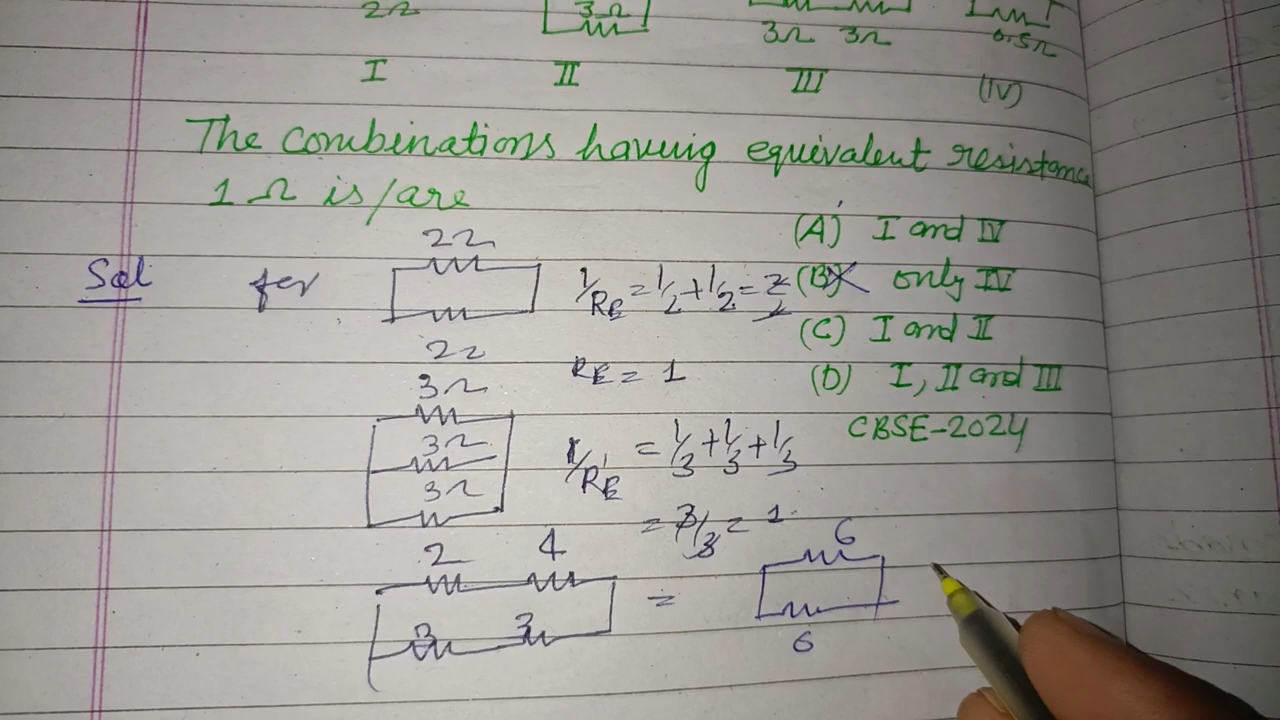 2Ω 3Ω 3Ω 3Ω 0.5Ω
I II III (IV)
The combinations having equivalent resistance
1 Ω is/are
(A) I and IV
(B) only IV
(C) I and II
(D) I, II and III
CBSE-2024
Sol for
2Ω
2Ω
1/RE = 1/2 + 1/2 = 2/2
RE = 1
3Ω
3Ω
3Ω
1/RE = 1/3 + 1/3 + 1/3
= 3/3 = 1
2 4
3 3
=
6
6